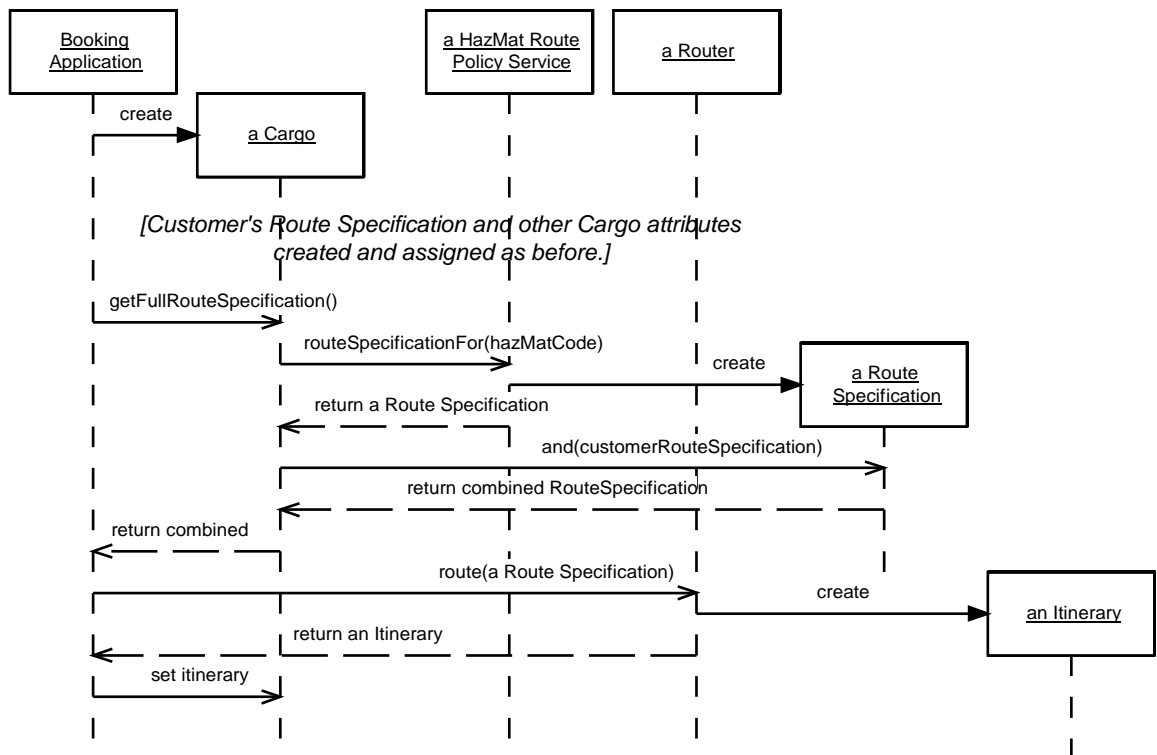 Booking
Application
a HazMat Route
Policy Service
a Router
create
a Cargo
[Customer's Route Specification and other Cargo attributes
created and assigned as before.]
getFullRouteSpecification()
routeSpecificationFor(hazMatCode)
create
a Route
Specification
return a Route Specification
and(customerRouteSpecification)
return combined RouteSpecification
return combined
route(a Route Specification)
create
an Itinerary
return an Itinerary
set itinerary